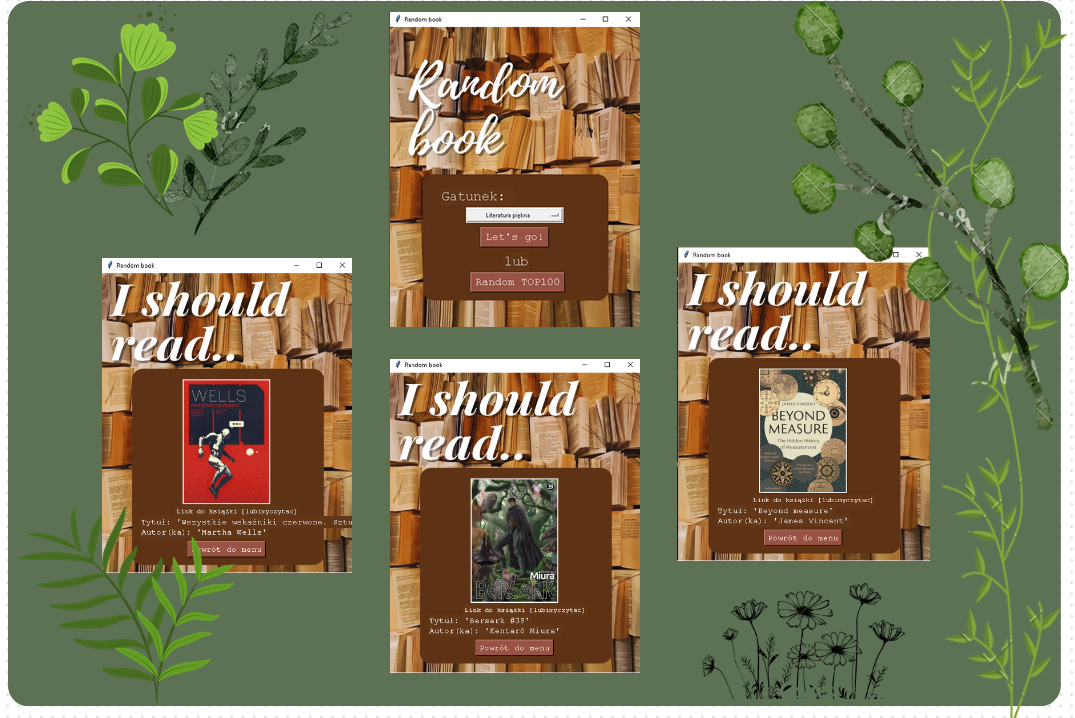 Random book
Random
book
Gatunek:
Literatura piękna
Let's go!
lub
Random TOP100
Random book
I should
read..
WELLS
Link do książki [lubimyczytac]
Tytuł: 'Wszystkie wskaźniki czerwone. Sztu
Autor(ka): 'Martha Wells'
Powrót do menu
Random book
I should
read..
39
Miura
BERSERK
Link do książki [lubimyczytac]
Tytuł: 'Berserk #39'
Autor(ka): 'Kentarō Miura'
Powrót do menu
Random book
I should
read..
JAMES VINCENT
BEYOND
MEASURE
The Hidden History
of Measurement
Link do książki [lubimyczytac]
Tytuł: 'Beyond measure'
Autor(ka): 'James Vincent'
Powrót do menu